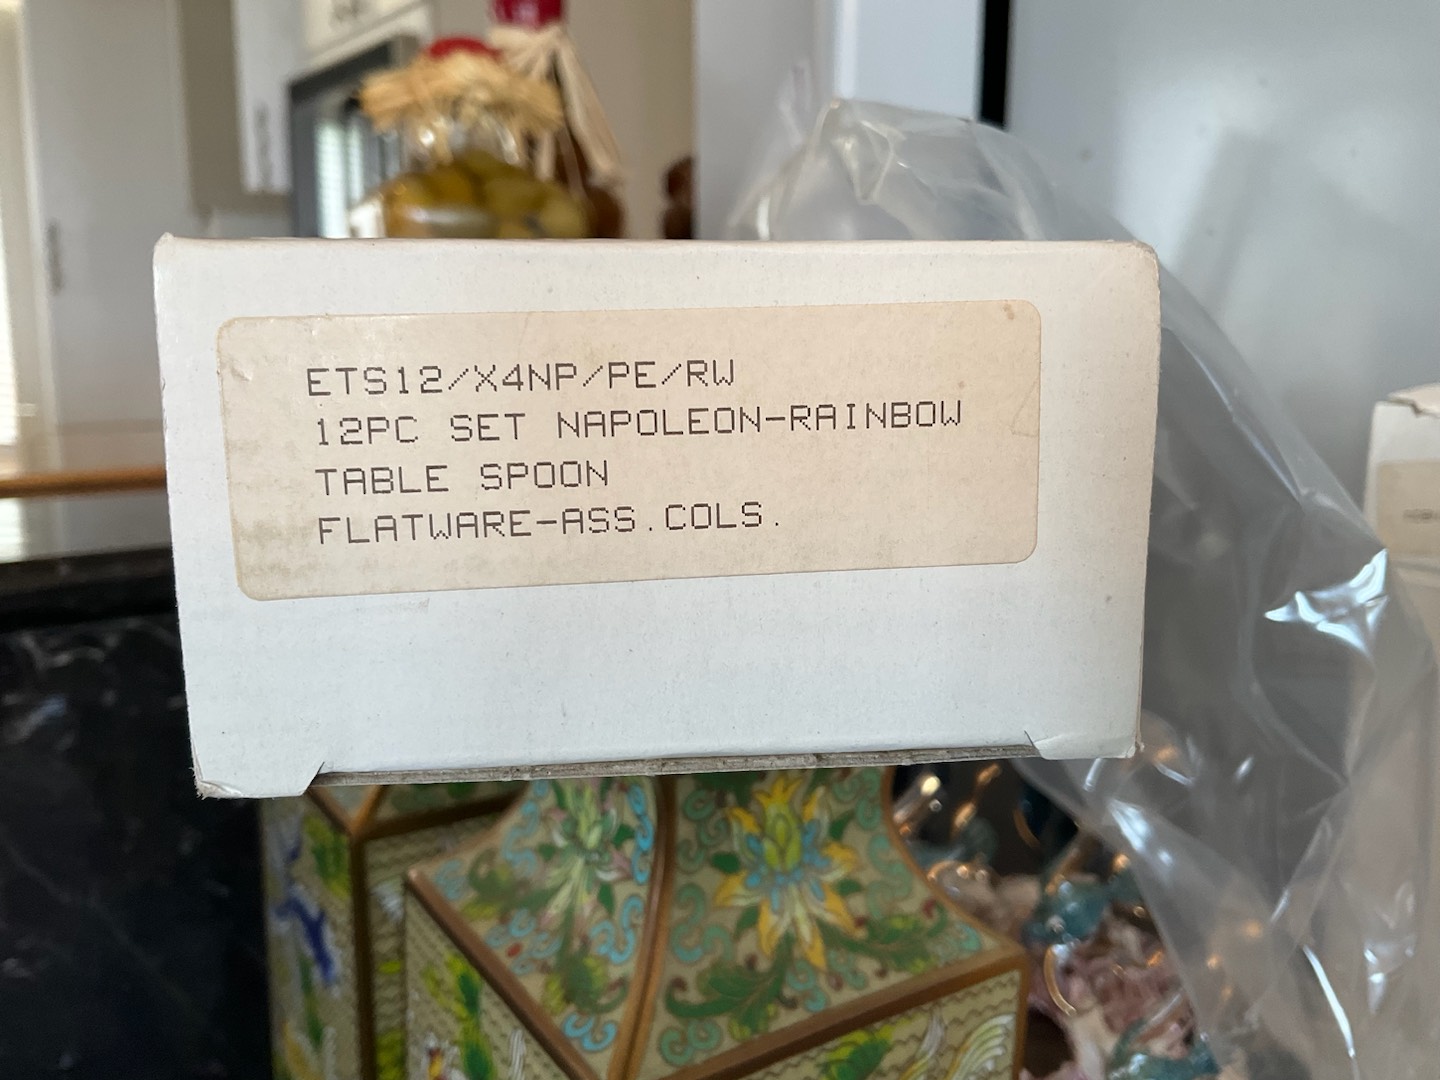 ETS12/X4NP/PE/RW
12PC SET NAPOLEON-RAINBOW
TABLE SPOON
FLATWARE-ASS.COLS.